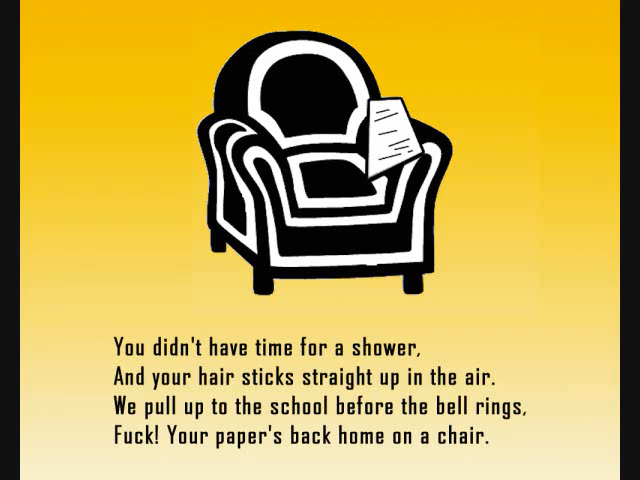 You didn't have time for a shower,
And your hair sticks straight up in the air.
We pull up to the school before the bell rings,
Fuck! Your paper's back home on a chair.